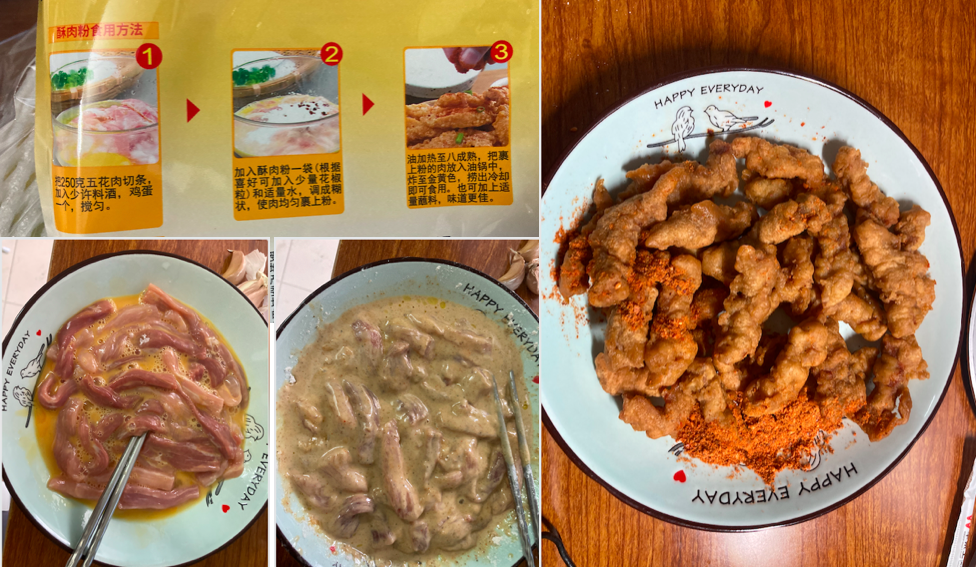 酥肉粉食用方法
1
2
3
把250克五花肉切条,
加入少许料酒,鸡蛋
一个,搅匀。
加入酥肉粉一袋(根据
喜好可加入少量花椒
粒)和适量水,调成糊
状,使肉均匀裹上粉。
油加热至八成熟,把裹
上粉的肉放入油锅中,
炸至金黄色,捞出冷却
即可食用。也可加上适
量蘸料,味道更佳。
HAPPY EVERYDAY
HAPPY EVERYDAY
HAPPY EVERYDAY
HAPPY EVERYDAY
HAPPY EVERYDAY